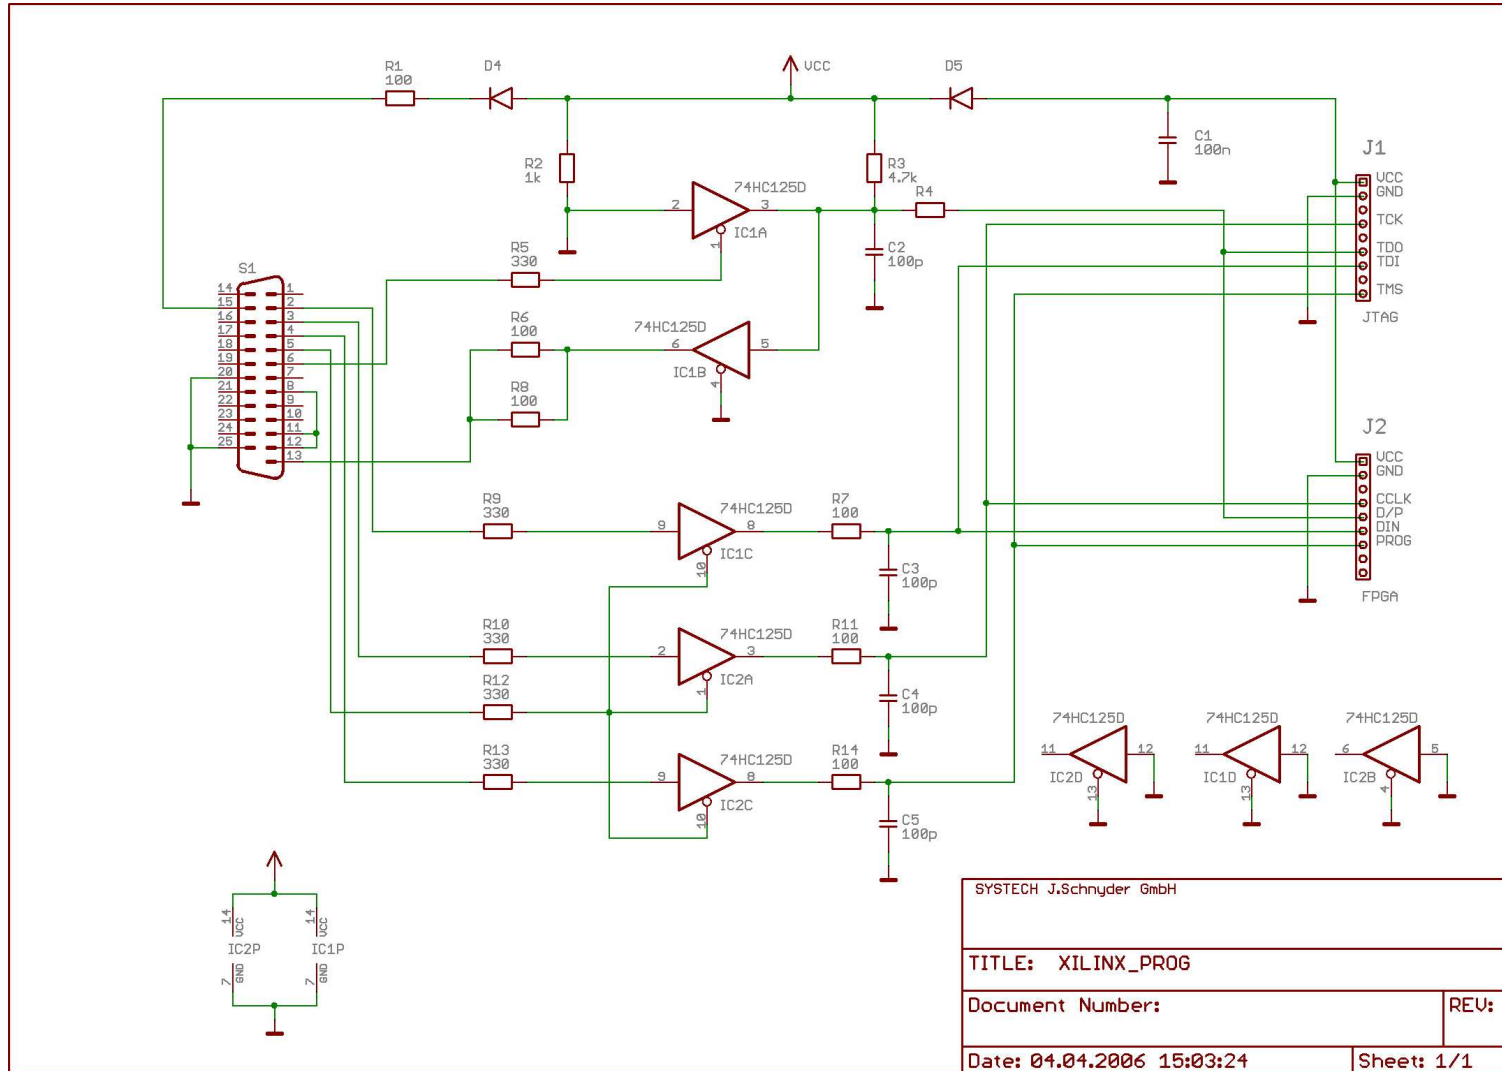 R1
100
D4
VCC
D5
C1
100n
J1
R2
1k
74HC125D
2
3
1
IC1A
R3
4.7k
R4
VCC
GND
TCK
TDO
TDI
TMS
JTAG
R5
330
C2
100p
S1
14
15
16
17
18
19
20
21
22
23
24
25
1
2
3
4
5
6
7
8
9
10
11
12
13
R6
100
74HC125D
6
5
4
IC1B
R8
100
J2
VCC
GND
CCLK
D/P
DIN
PROG
FPGA
R9
330
74HC125D
9
8
10
IC1C
R7
100
C3
100p
R10
330
74HC125D
2
3
1
IC2A
R11
100
C4
100p
R12
330
R13
330
74HC125D
9
8
10
IC2C
R14
100
C5
100p
74HC125D
11
12
13
IC2D
74HC125D
11
12
13
IC1D
74HC125D
6
5
4
IC2B
14
VCC
IC2P
7
GND
14
VCC
IC1P
7
GND
SYSTECH J.Schnyder GmbH
TITLE: XILINX_PROG
Document Number:
REV:
Date: 04.04.2006 15:03:24
Sheet: 1/1